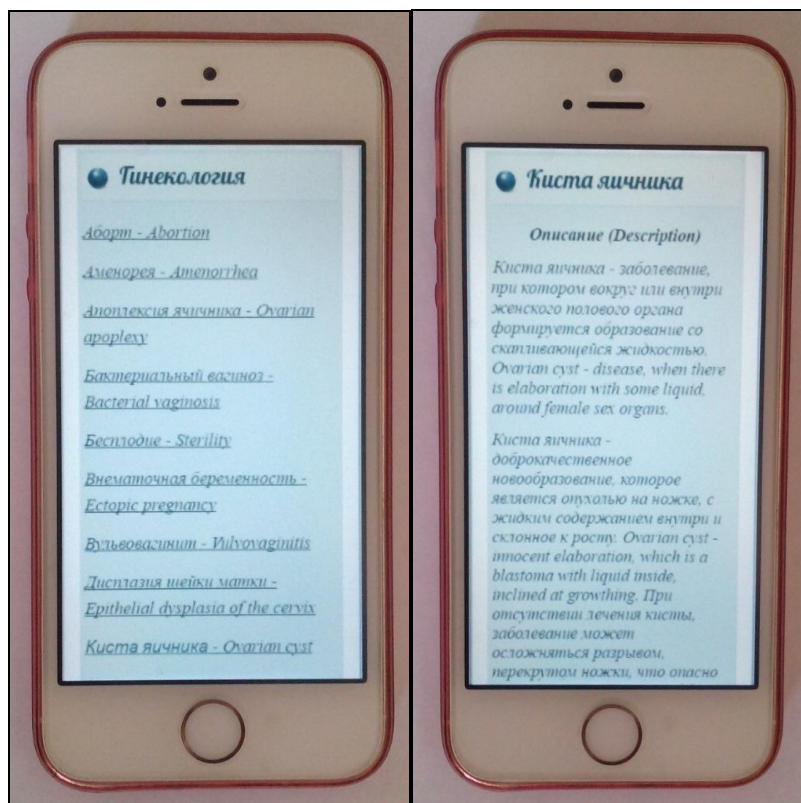 Гинекология
Аборт - Abortion
Аменорея - Amenorrhea
Апоплексия ячичника - Ovarian
apoplexy
Бактериальный вагиноз -
Bacterial vaginosis
Бесплодие - Sterility
Внематочная беременность -
Ectopic pregnancy
Вульвовагинит - Vulvovaginitis
Дисплазия шейки матки -
Epithelial dysplasia of the cervix
Киста яичника - Ovarian cyst
Киста яичника
Описание (Description)
Киста яичника - заболевание,
при котором вокруг или внутри
женского полового органа
формируется образование со
скапливающейся жидкостью.
Ovarian cyst - disease, when there
is elaboration with some liquid,
around female sex organs.
Киста яичника -
доброкачественное
новообразование, которое
является опухолью на ножке, с
жидким содержанием внутри и
склонное к росту. Ovarian cyst -
innocent elaboration, which is a
blastoma with liquid inside,
inclined at growthing. При
отсутствии лечения кисты,
заболевание может
осложняться разрывом,
перекрутом ножки, что опасно